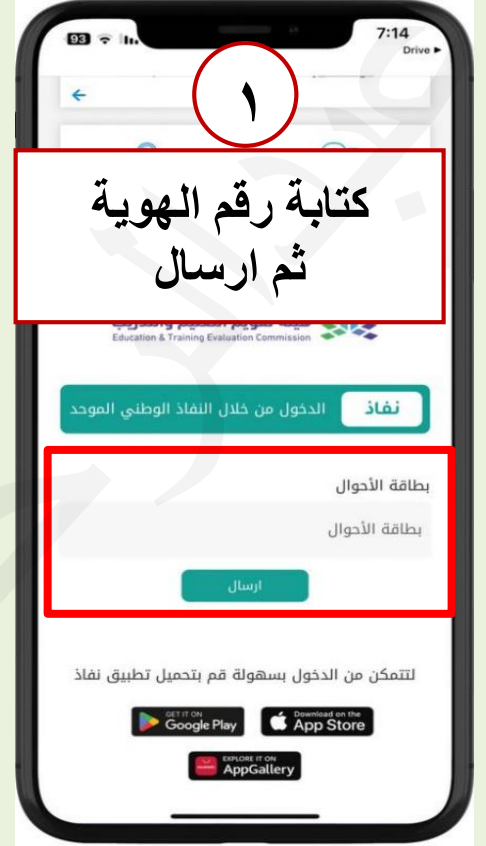 93
7:14
Drive
١
كتابة رقم الهوية
ثم ارسال
Education & Training Evaluation Commission
نفاذ
الدخول من خلال النفاذ الوطني الموحد
بطاقة الأحوال
بطاقة الأحوال
ارسال
لتتمكن من الدخول بسهولة قم بتحميل تطبيق نفاذ
GET IT ON
Google Play
Download on the
App Store
EXPLORE IT ON
AppGallery